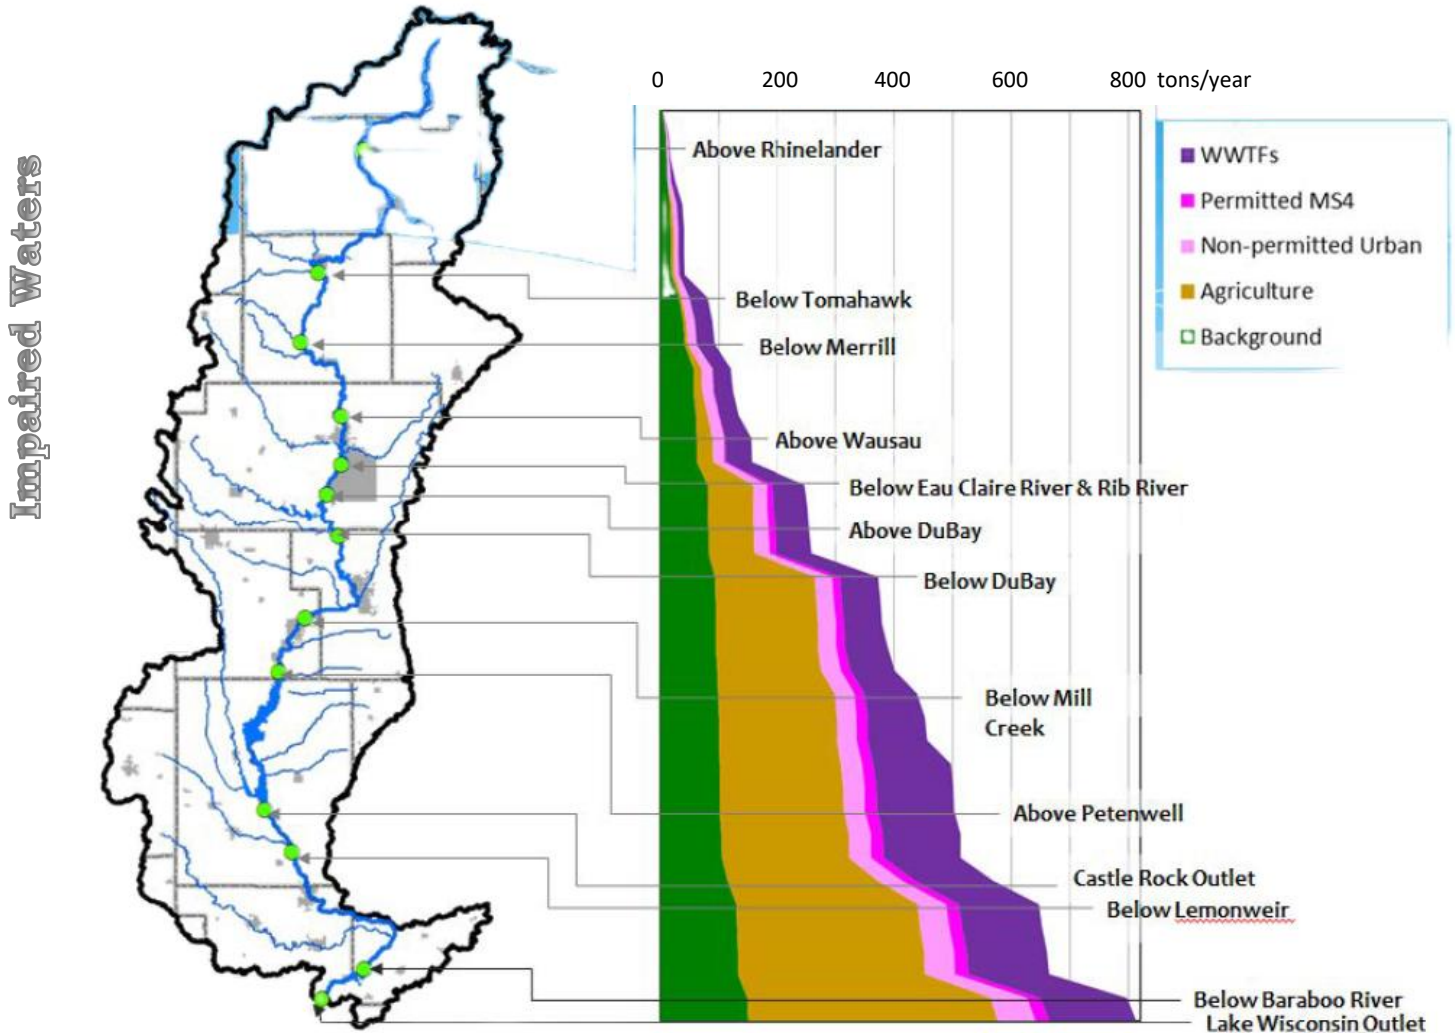 Impaired Waters
0 200 400 600 800 tons/year
Above Rhinelander
Below Tomahawk
Below Merrill
Above Wausau
Below Eau Claire River & Rib River
Above DuBay
Below DuBay
Below Mill
Creek
Above Petenwell
Castle Rock Outlet
Below Lemonweir
Below Baraboo River
Lake Wisconsin Outlet
WWTFs
Permitted MS4
Non-permitted Urban
Agriculture
Background